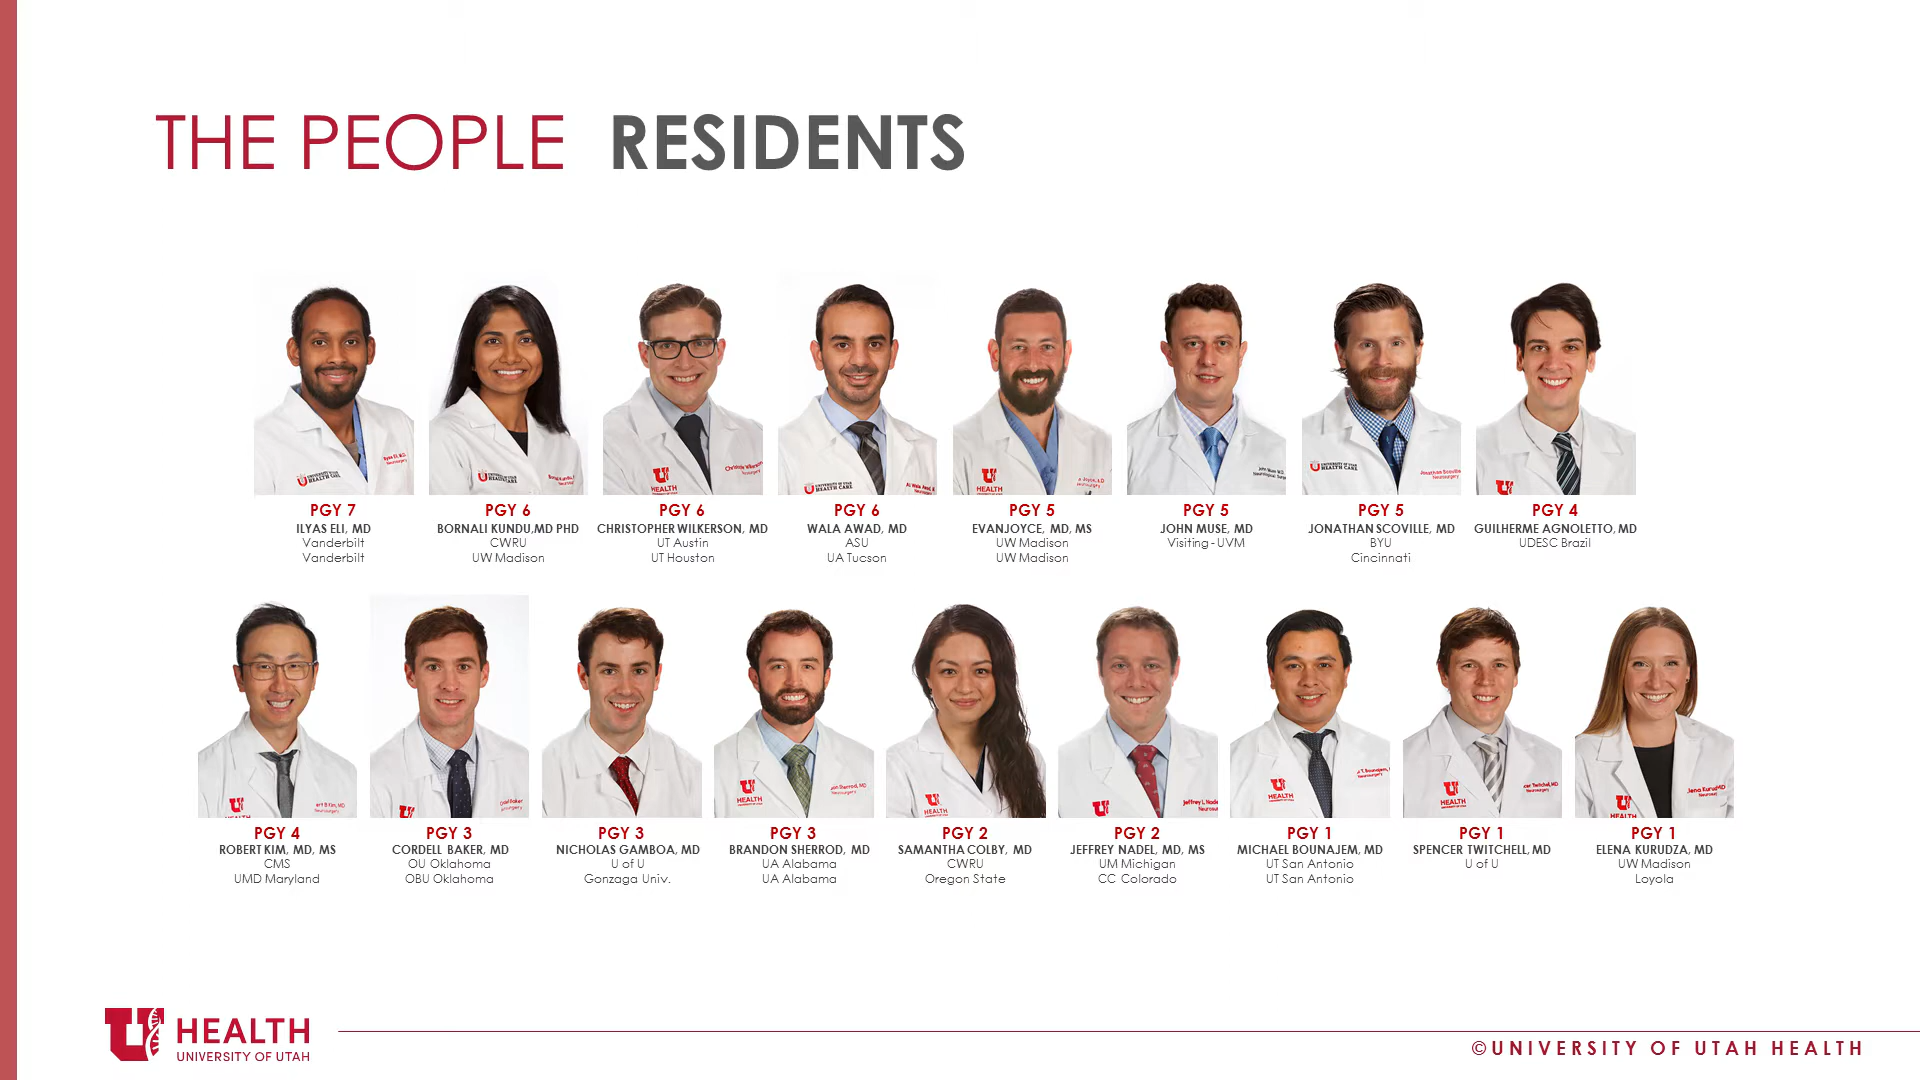 THE PEOPLE RESIDENTS
PGY 7
ILYAS ELI, MD
Vanderbilt
Vanderbilt
PGY 6
BORNALI KUNDU,MD PHD
CWRU
UW Madison
PGY 6
CHRISTOPHER WILKERSON, MD
UT Austin
UT Houston
PGY 6
WALA AWAD, MD
ASU
UA Tucson
PGY 5
EVANJOYCE, MD, MS
UW Madison
UW Madison
PGY 5
JOHN MUSE, MD
Visiting - UVM
PGY 5
JONATHAN SCOVILLE, MD
BYU
Cincinnati
PGY 4
GUILHERME AGNOLETTO, MD
UDESC Brazil
PGY 4
ROBERT KIM, MD, MS
CMS
UMD Maryland
PGY 3
CORDELL BAKER, MD
OU Oklahoma
OBU Oklahoma
PGY 3
NICHOLAS GAMBOA, MD
U of U
Gonzaga Univ.
PGY 3
BRANDON SHERROD, MD
UA Alabama
UA Alabama
PGY 2
SAMANTHA COLBY, MD
CWRU
Oregon State
PGY 2
JEFFREY NADEL, MD, MS
UM Michigan
CC Colorado
PGY 1
MICHAEL BOUNAJEM, MD
UT San Antonio
UT San Antonio
PGY 1
SPENCER TWITCHELL, MD
U of U
PGY 1
ELENA KURUDZA, MD
UW Madison
Loyola
U HEALTH
UNIVERSITY OF UTAH
©UNIVERSITY OF UTAH HEALTH